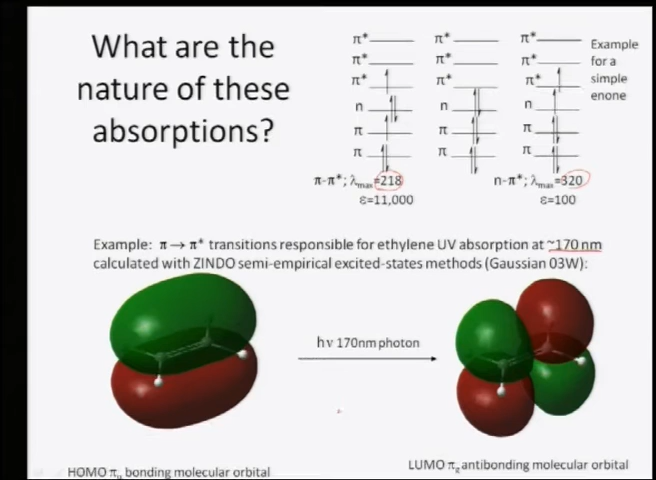 What are the
nature of these
absorptions?
π* π* π*
π* π* π*
π* π* π*
n n n
π π π
π π π
Example
for a
simple
enone
π-π*; λmax=218
ε=11,000
n-π*; λmax=320
ε=100
Example: π → π* transitions responsible for ethylene UV absorption at ~170 nm
calculated with ZINDO semi-empirical excited-states methods (Gaussian 03W):
hν 170nm photon
HOMO πu bonding molecular orbital
LUMO πg antibonding molecular orbital